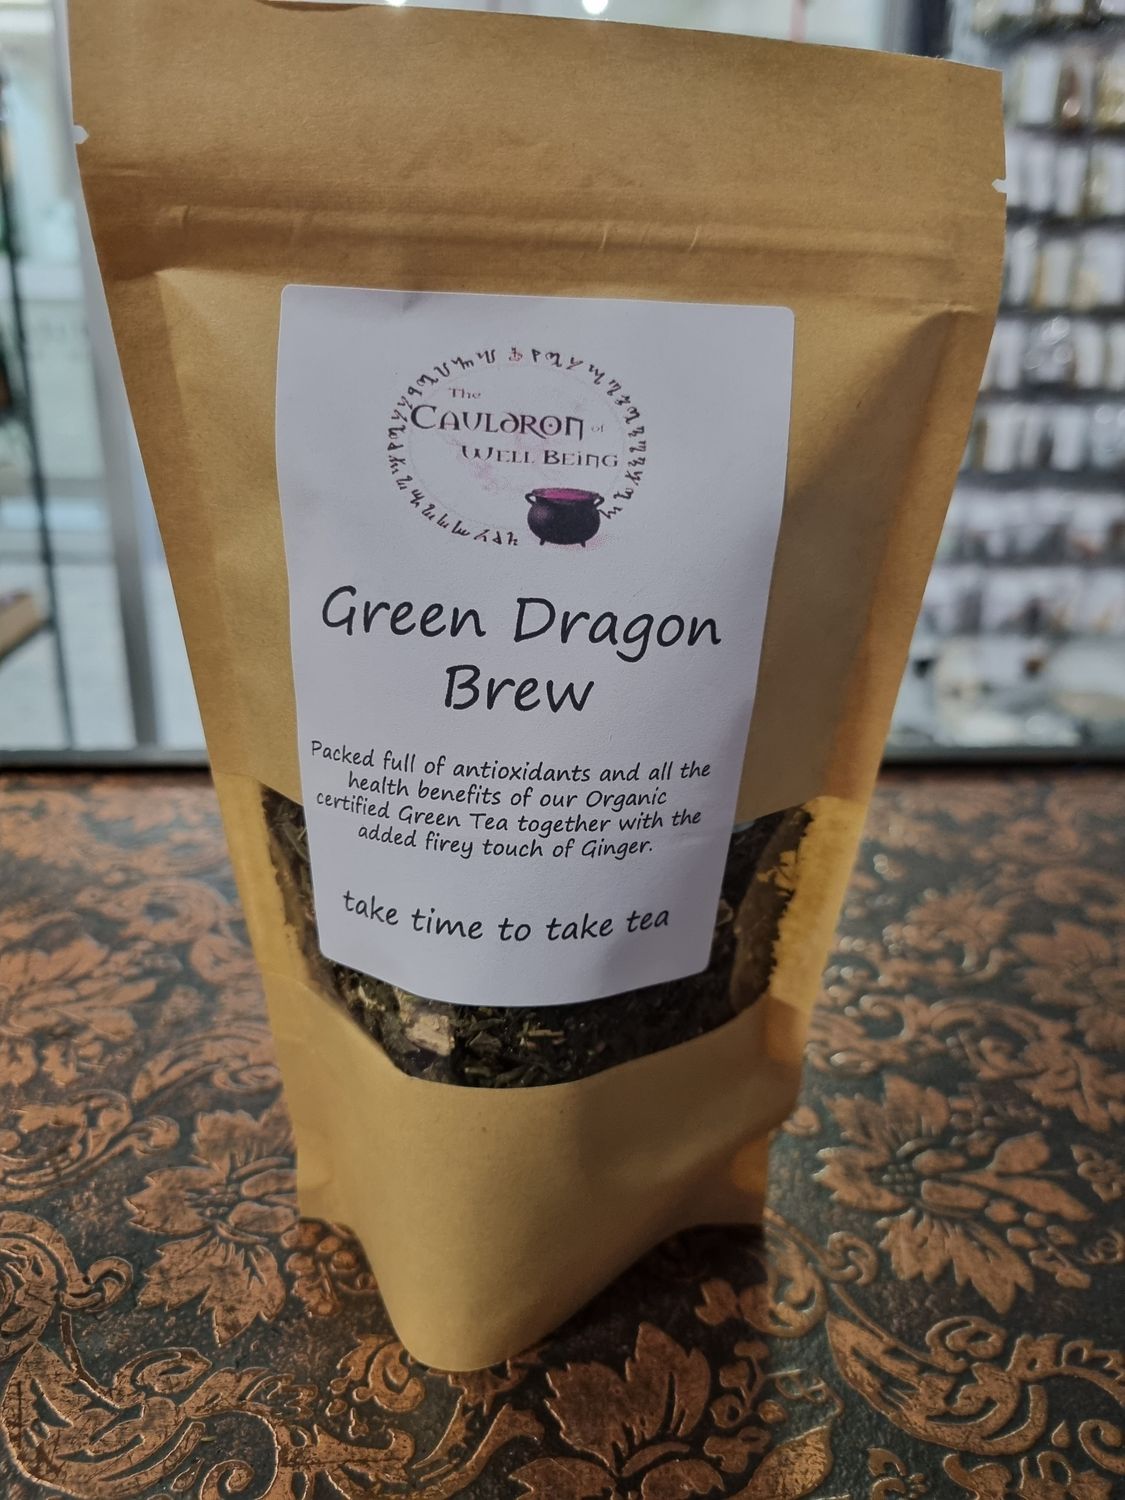 The
CAULDRON of
WELL BEING
Green Dragon
Brew
Packed full of antioxidants and all the
health benefits of our Organic
certified Green Tea together with the
added firey touch of Ginger.
take time to take tea